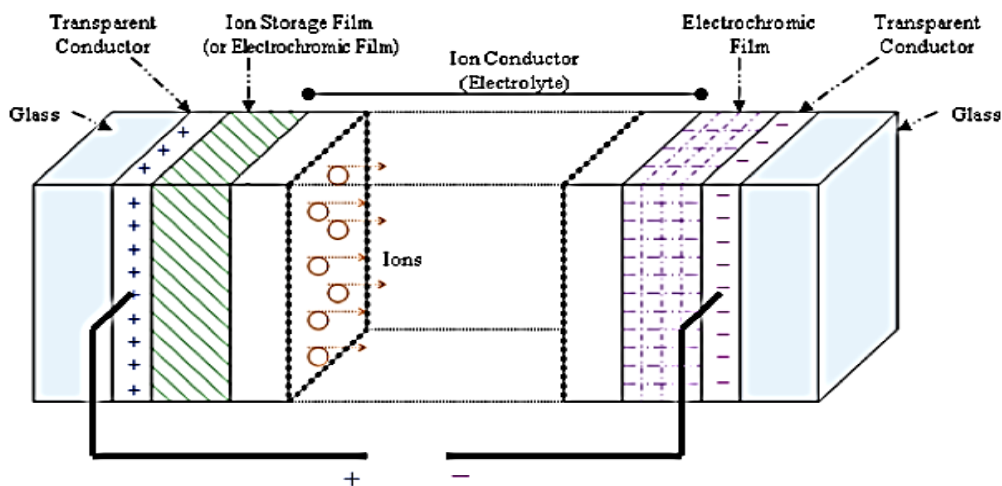 Transparent
Conductor
Ion Storage Film
(or Electrochromic Film)
Ion Conductor
(Electrolyte)
Electrochromic
Film
Transparent
Conductor
Glass
Glass
Ions
+ −